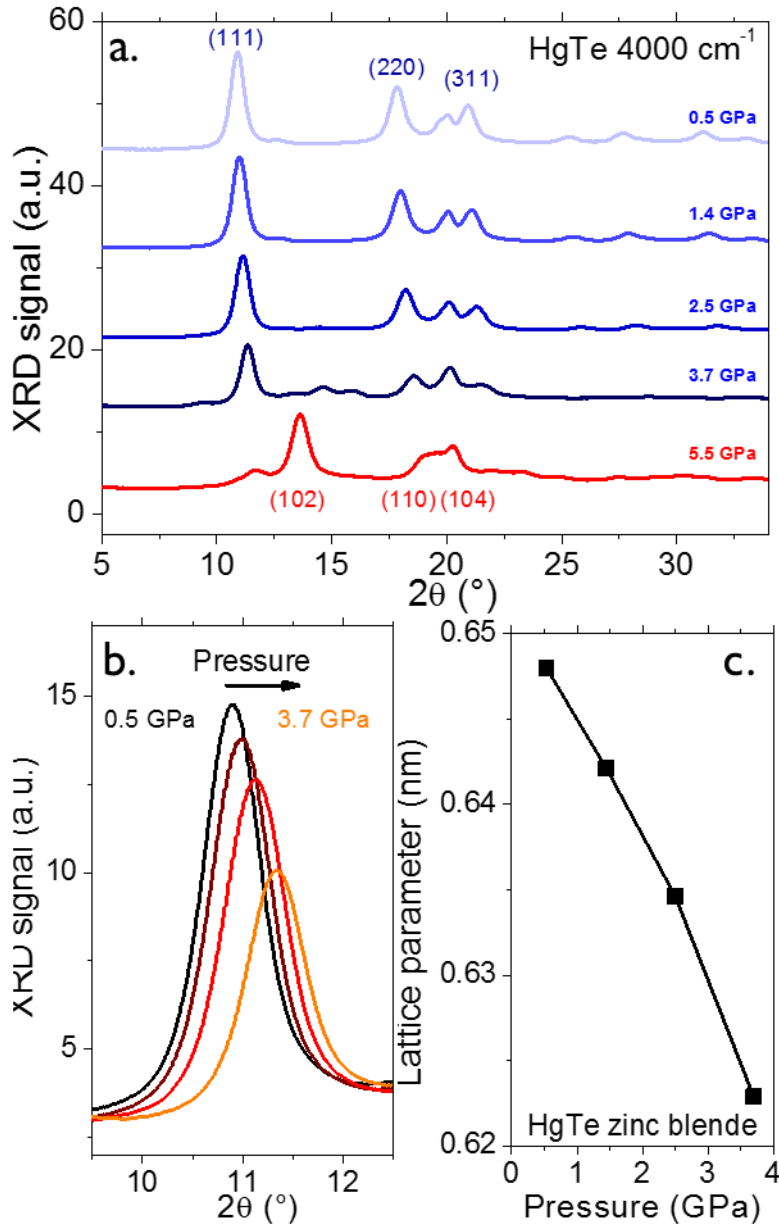 a.
HgTe 4000 cm⁻¹
(111)
(220)
(311)
0.5 GPa
1.4 GPa
2.5 GPa
3.7 GPa
5.5 GPa
(102)
(110)
(104)
XRD signal (a.u.)
60
40
20
0
5
10
15
20
25
30
2θ (°)
b.
Pressure
0.5 GPa
3.7 GPa
XRD signal (a.u.)
15
10
5
10
11
12
2θ (°)
c.
Lattice parameter (nm)
0.65
0.64
0.63
0.62
HgTe zinc blende
0
1
2
3
4
Pressure (GPa)